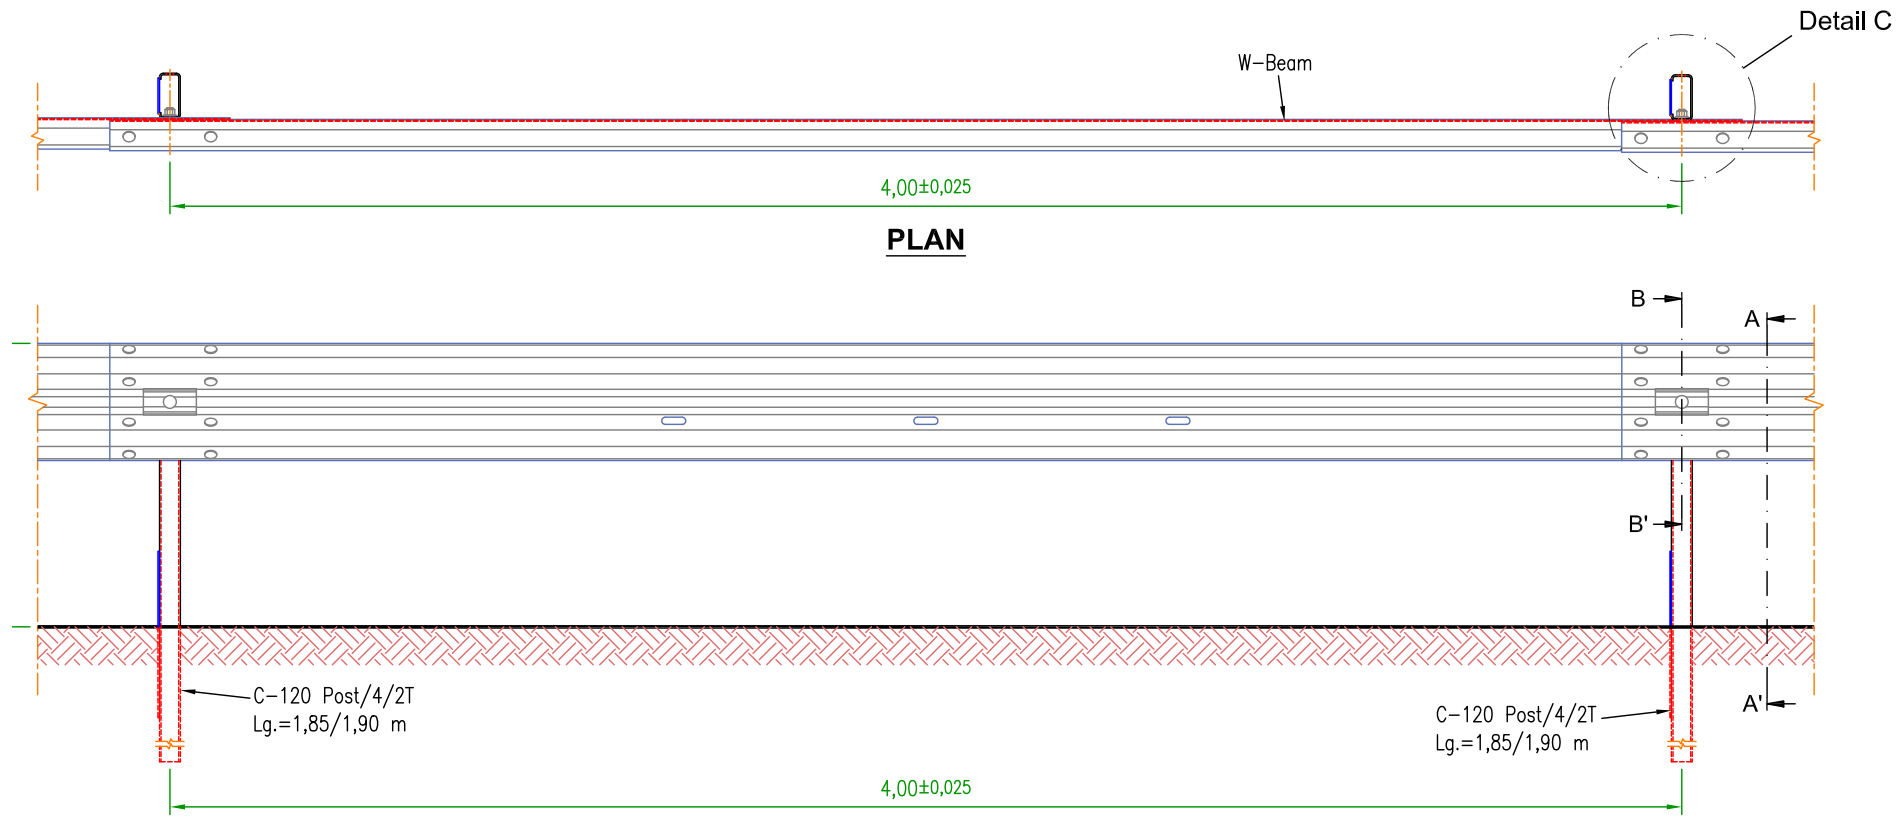 Detail C
W-Beam
4,00±0,025
PLAN
B
A
B'
C-120 Post/4/2T
Lg.=1,85/1,90 m
A'
C-120 Post/4/2T
Lg.=1,85/1,90 m
4,00±0,025